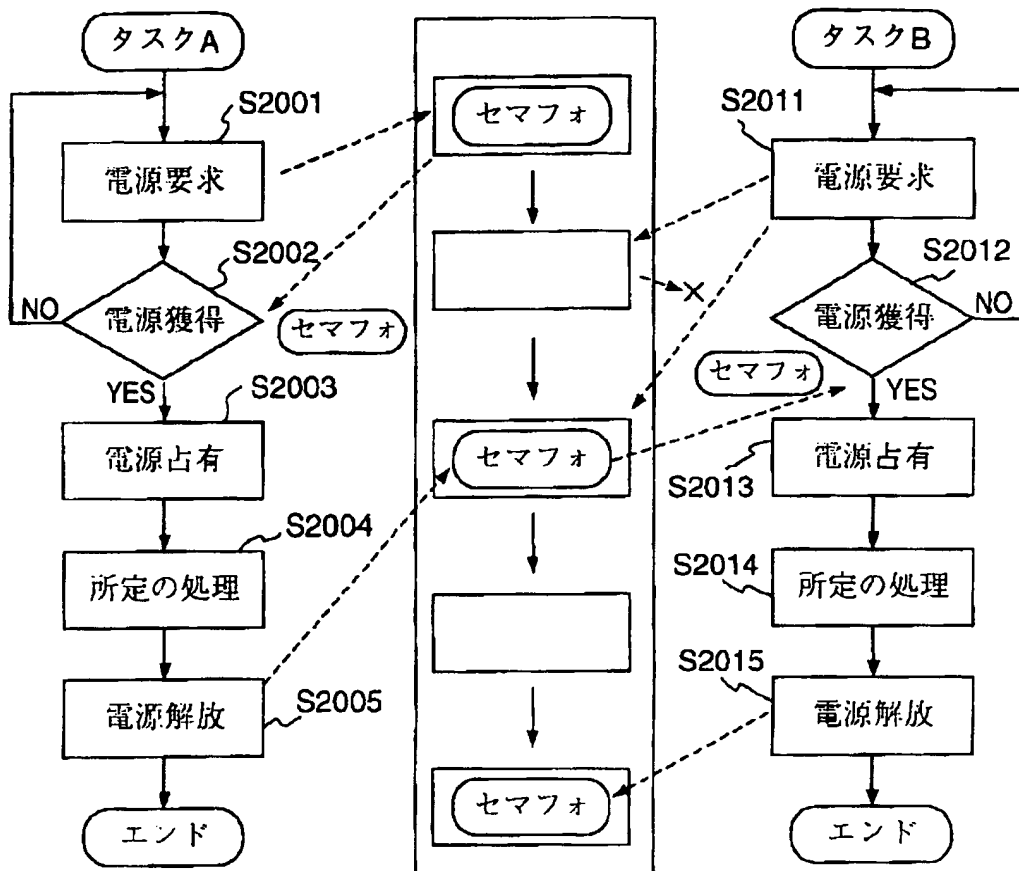 タスクA
S2001
電源要求
S2002
電源獲得
NO
YES
S2003
電源占有
S2004
所定の処理
電源解放
S2005
エンド
セマフォ
セマフォ
セマフォ
セマフォ
セマフォ
タスクB
S2011
電源要求
S2012
電源獲得
NO
YES
電源占有
S2013
S2014
所定の処理
S2015
電源解放
エンド